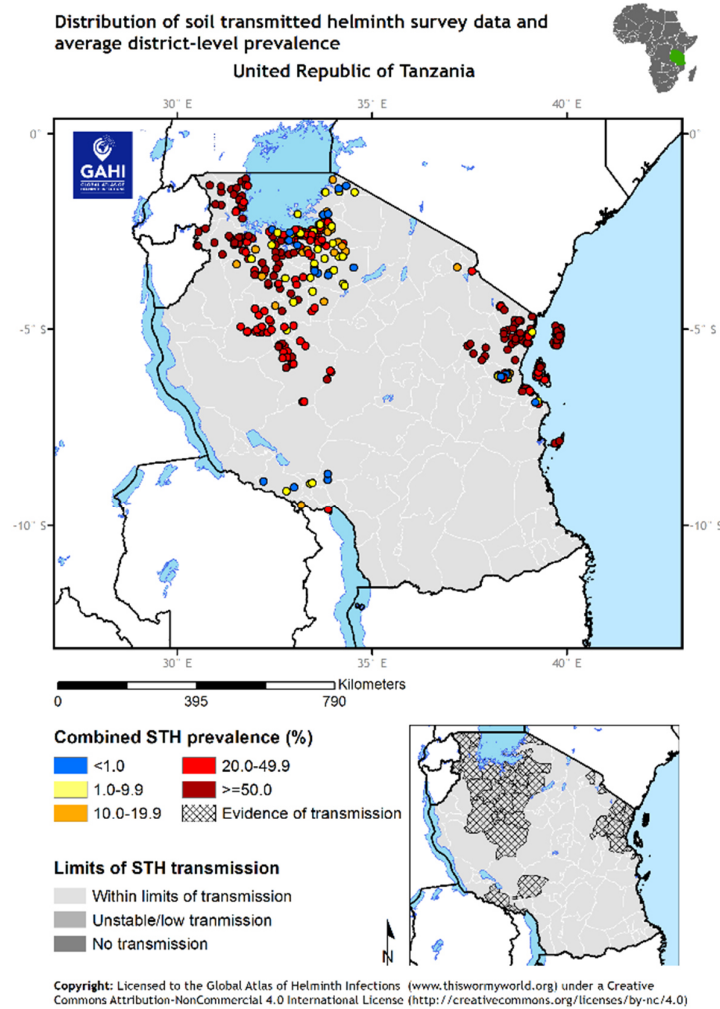 Distribution of soil transmitted helminth survey data and
average district-level prevalence
United Republic of Tanzania
30° E 35° E 40° E
0° 0°
GAHI
GLOBAL ATLAS OF
-5° S -5° S
-10° S -10° S
30° E 35° E 40° E
Kilometers
0 395 790
Combined STH prevalence (%)
<1.0 20.0-49.9
1.0-9.9 >=50.0
10.0-19.9 Evidence of transmission
Limits of STH transmission
Within limits of transmission
Unstable/low tranmission
No transmission
N
Copyright: Licensed to the Global Atlas of Helminth Infections (www.thiswormyworld.org) under a Creative
Commons Attribution-NonCommercial 4.0 International License (http://creativecommons.org/licenses/by-nc/4.0)